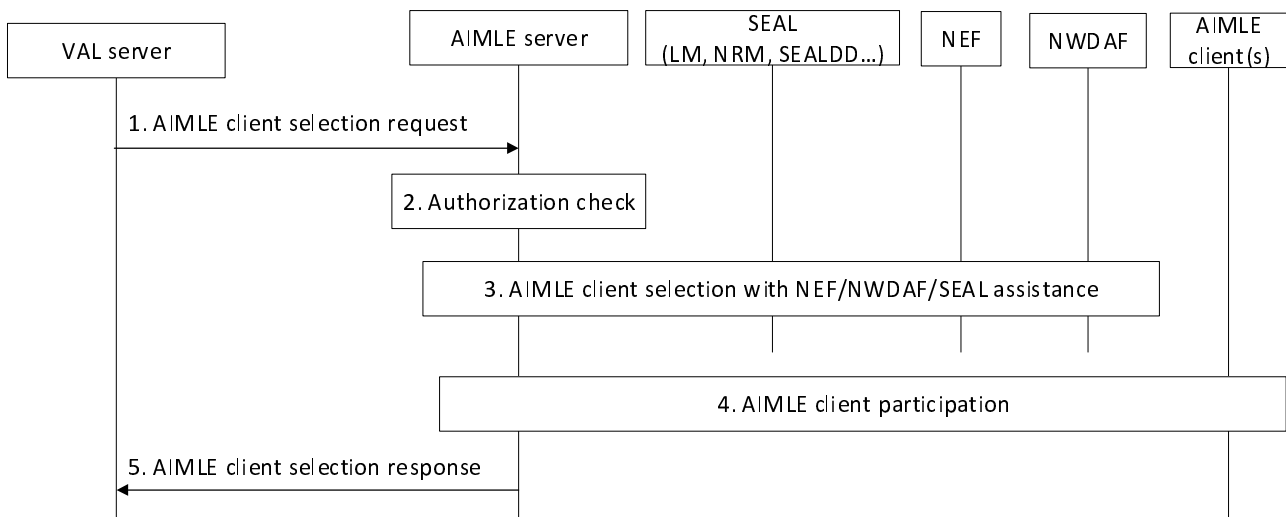 VAL server
AIMLE server
SEAL
(LM, NRM, SEALDD...)
NEF
NWDAF
AIMLE
client(s)
1. AIMLE client selection request
2. Authorization check
3. AIMLE client selection with NEF/NWDAF/SEAL assistance
4. AIMLE client participation
5. AIMLE client selection response